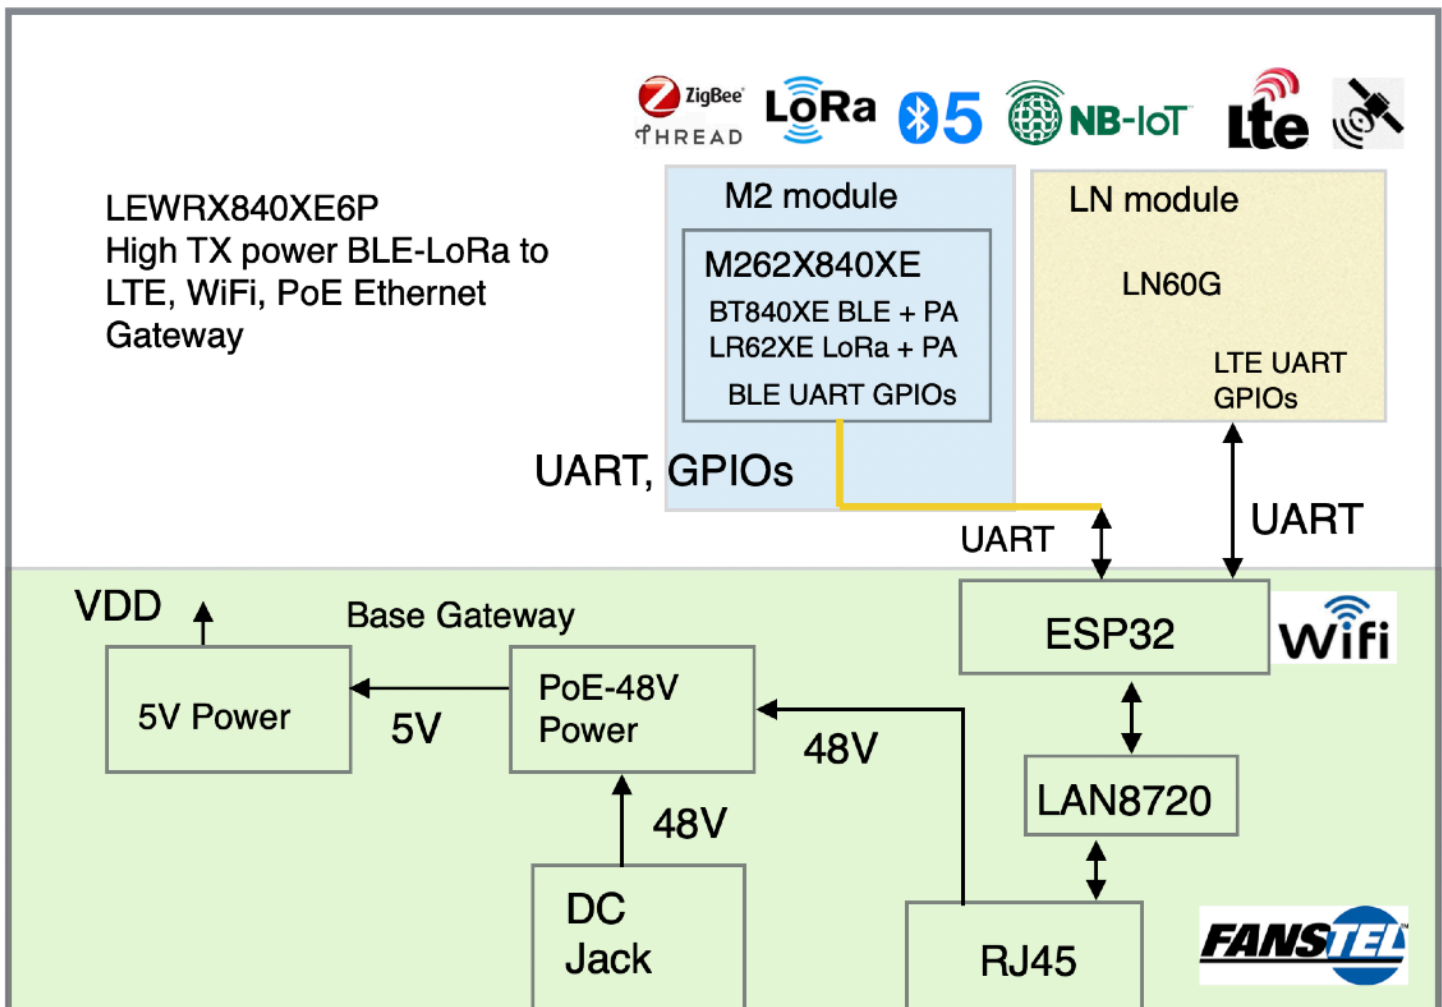 ZigBee
THREAD
LoRa
5
NB-IoT
Lte
LEWRX840XE6P
High TX power BLE-LoRa to
LTE, WiFi, PoE Ethernet
Gateway
M2 module
M262X840XE
BT840XE BLE + PA
LR62XE LoRa + PA
BLE UART GPIOs
LN module
LN60G
LTE UART
GPIOs
UART, GPIOs
UART
UART
VDD
Base Gateway
ESP32
Wifi
5V Power
5V
PoE-48V
Power
48V
LAN8720
48V
DC
Jack
RJ45
FANSTEL